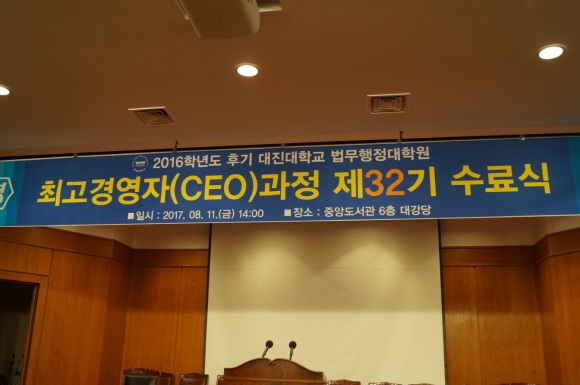 2016학년도 후기 대진대학교 법무행정대학원
최고경영자(CEO)과정 제32기 수료식
■일시 : 2017. 08. 11.(금) 14:00 ■장소 : 중앙도서관 6층 대강당